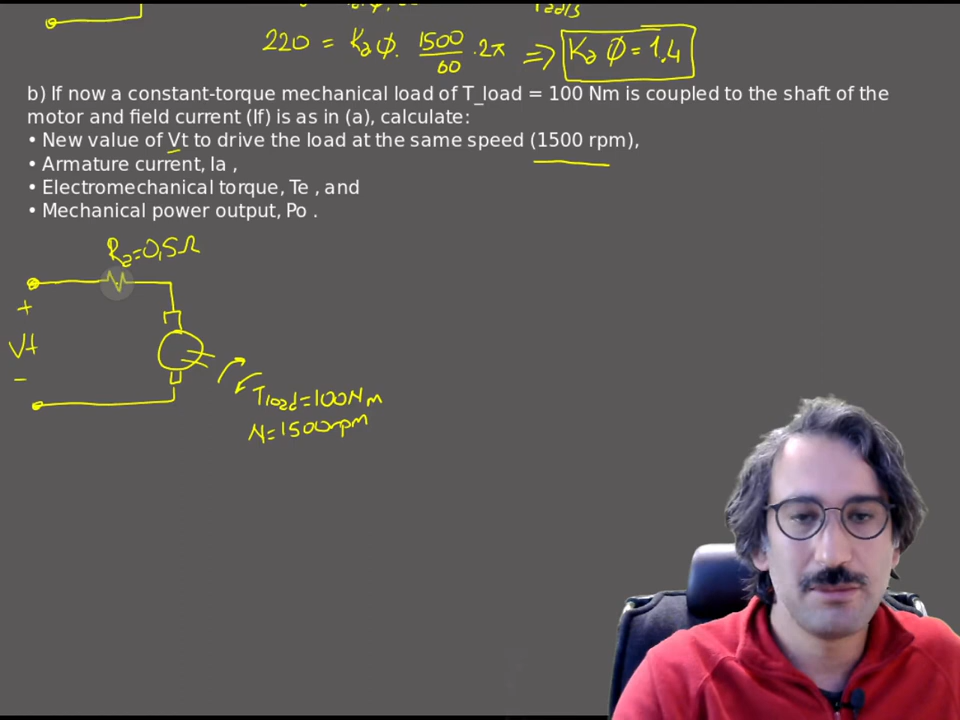 rad/s
220 = Ka φ. 1500/60 .2π ⇒ Ka φ = 1.4
b) If now a constant-torque mechanical load of T_load = 100 Nm is coupled to the shaft of the
motor and field current (If) is as in (a), calculate:
• New value of Vt to drive the load at the same speed (1500 rpm),
• Armature current, Ia ,
• Electromechanical torque, Te , and
• Mechanical power output, Po .
Ra=0,5Ω
+
Vt
-
Tload=100Nm
N=1500rpm